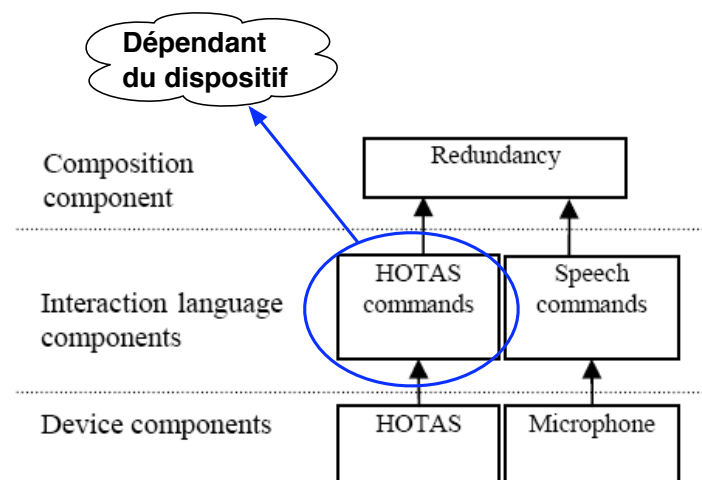 Dépendant
du dispositif
Composition
component
Redundancy
Interaction language
components
HOTAS
commands
Speech
commands
Device components
HOTAS
Microphone